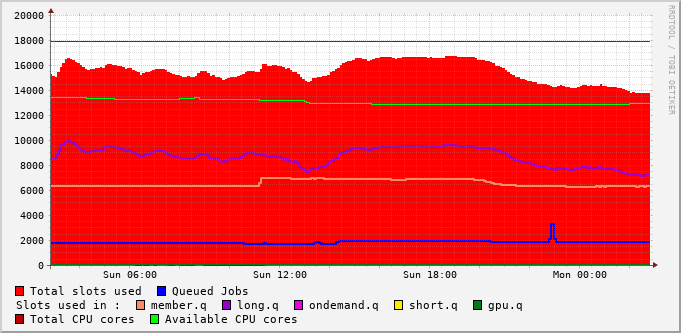 20000
18000
16000
14000
12000
10000
8000
6000
4000
2000
0
Sun 06:00 Sun 12:00 Sun 18:00 Mon 00:00
RRDTOOL / TOBI OETIKER
Total slots used Queued Jobs
Slots used in : member.q long.q ondemand.q short.q gpu.q
Total CPU cores Available CPU cores